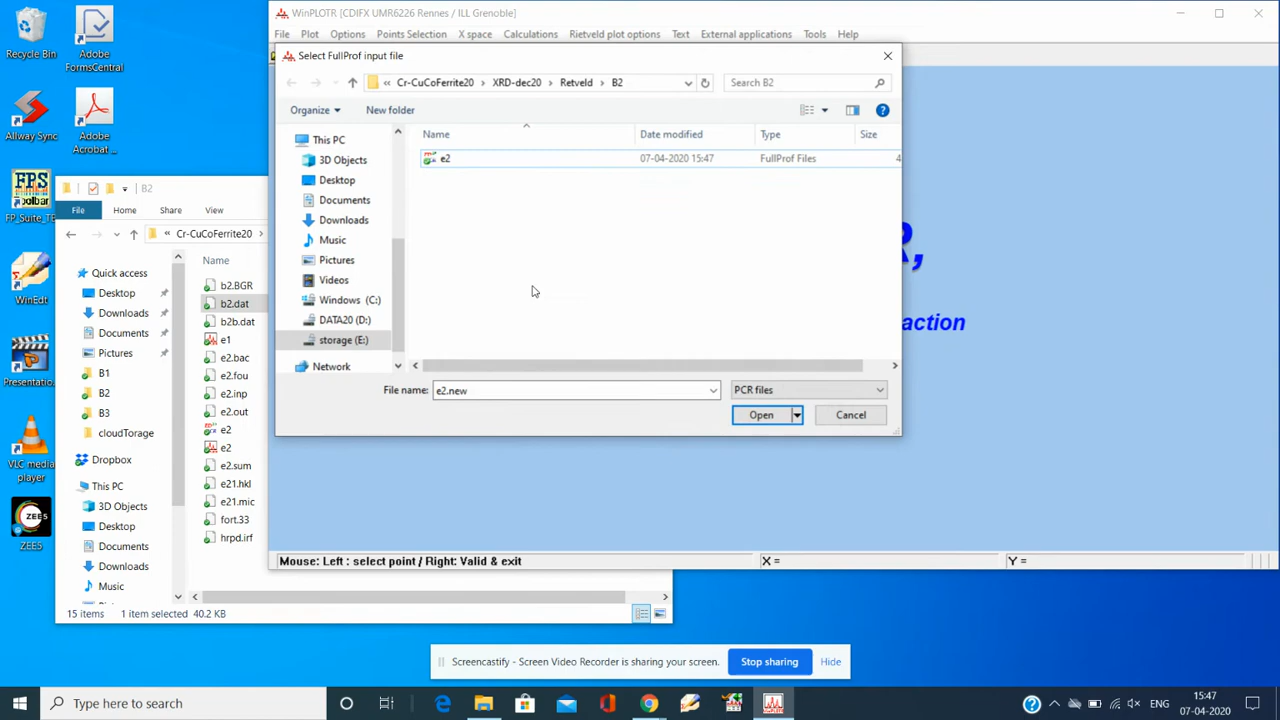 Recycle Bin
Adobe
FormsCentral
Allway Sync
Adobe
Acrobat ...
FP_Suite_TB
WinEdt
Presentatio...
VLC media
player
ZEE5
WinPLOTR [CDIFX UMR6226 Rennes / ILL Grenoble]
File Plot Options Points Selection X space Calculations Rietveld plot options Text External applications Tools Help
Select FullProf input file
« Cr-CuCoFerrite20 › XRD-dec20 › Retveld › B2
Search B2
Organize New folder
This PC
3D Objects
Desktop
Documents
Downloads
Music
Pictures
Videos
Windows (C:)
DATA20 (D:)
storage (E:)
Network
Name Date modified Type Size
e2 07-04-2020 15:47 FullProf Files 4
File name: e2.new
PCR files
Open Cancel
R,
action
B2
File Home Share View
« Cr-CuCoFerrite20 ›
Quick access
Desktop
Downloads
Documents
Pictures
B1
B2
B3
cloudTorage
Dropbox
This PC
3D Objects
Desktop
Documents
Downloads
Music
Name
b2.BGR
b2.dat
b2b.dat
e1
e2.bac
e2.fou
e2.inp
e2.out
e2
e2
e2.sum
e21.hkl
e21.mic
fort.33
hrpd.irf
15 items 1 item selected 40.2 KB
Mouse: Left : select point / Right: Valid & exit
X =
Y =
Screencastify - Screen Video Recorder is sharing your screen.
Stop sharing
Hide
Type here to search
ENG
15:47
07-04-2020